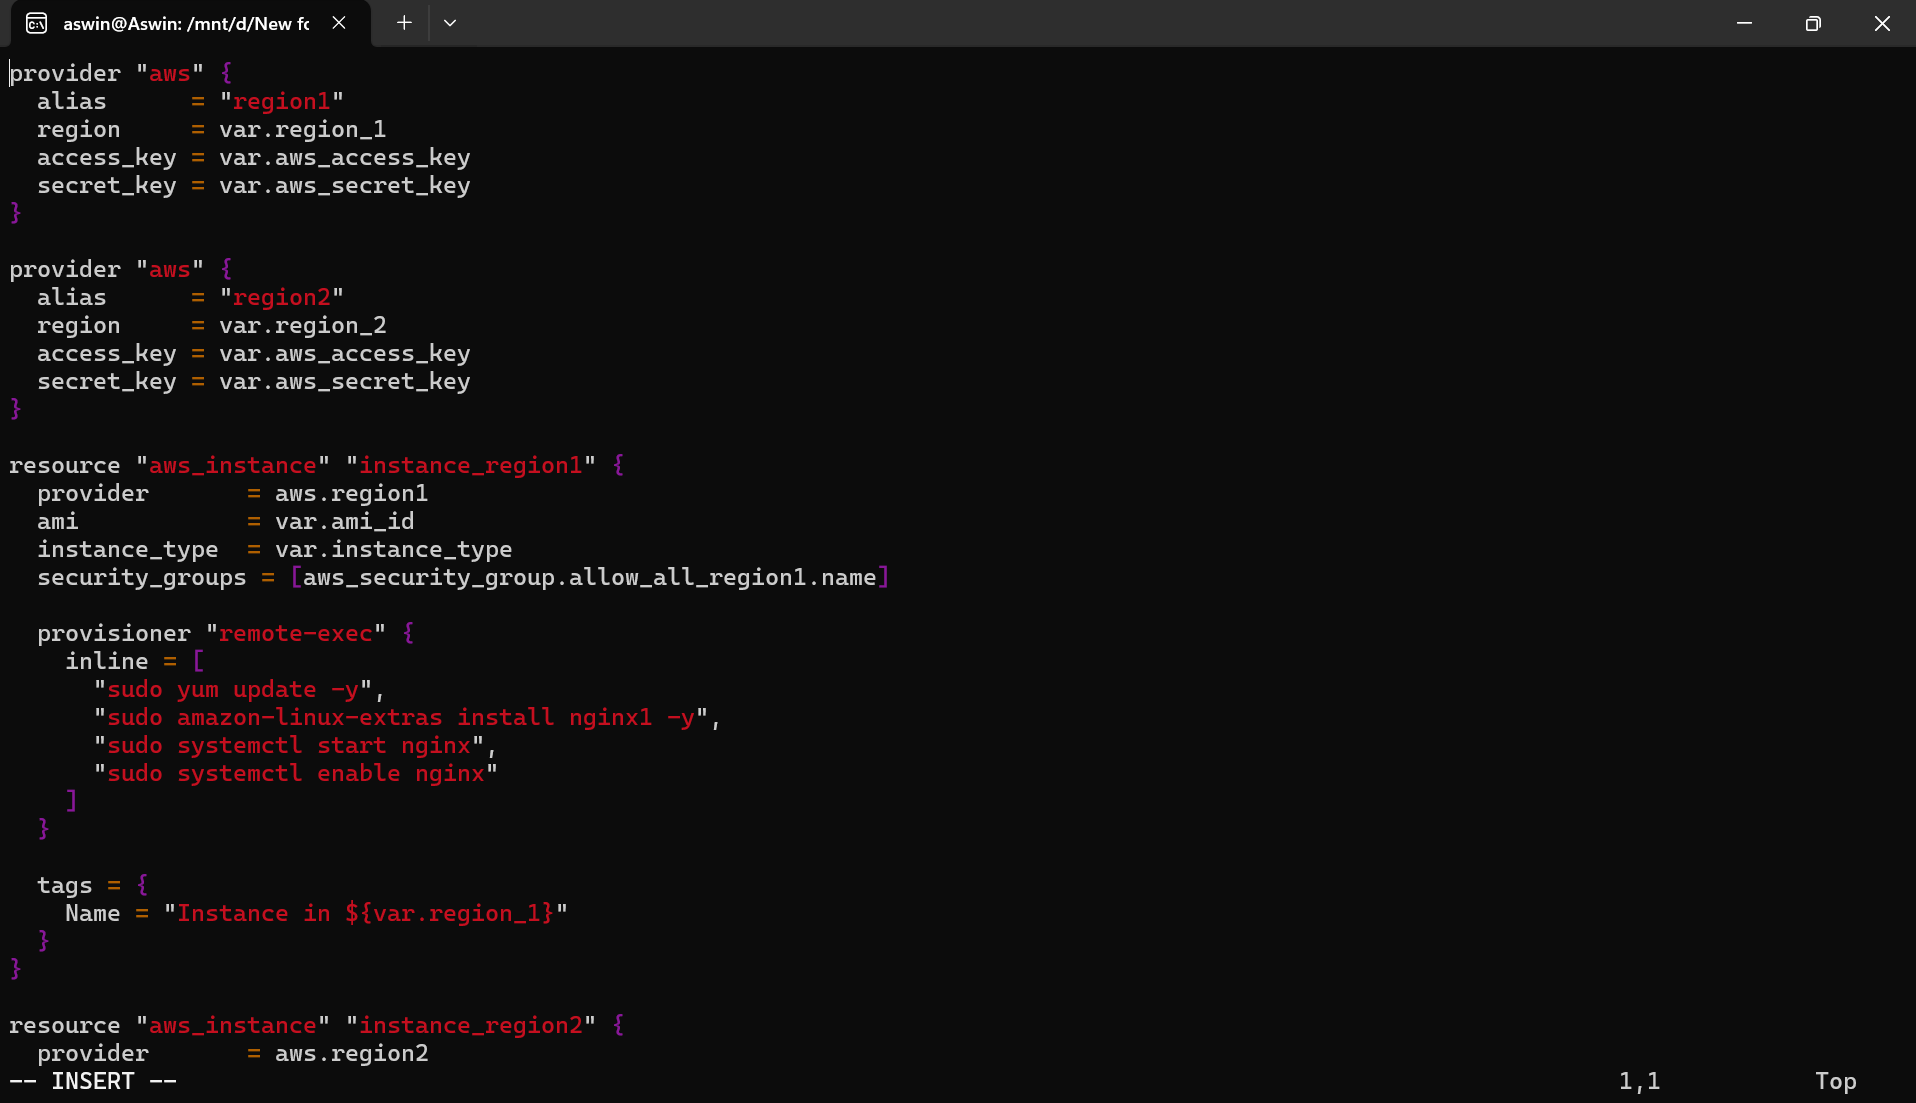 aswin@Aswin: /mnt/d/New fo
provider "aws" {
  alias      = "region1"
  region     = var.region_1
  access_key = var.aws_access_key
  secret_key = var.aws_secret_key
}

provider "aws" {
  alias      = "region2"
  region     = var.region_2
  access_key = var.aws_access_key
  secret_key = var.aws_secret_key
}

resource "aws_instance" "instance_region1" {
  provider       = aws.region1
  ami            = var.ami_id
  instance_type  = var.instance_type
  security_groups = [aws_security_group.allow_all_region1.name]

  provisioner "remote-exec" {
    inline = [
      "sudo yum update -y",
      "sudo amazon-linux-extras install nginx1 -y",
      "sudo systemctl start nginx",
      "sudo systemctl enable nginx"
    ]
  }

  tags = {
    Name = "Instance in ${var.region_1}"
  }
}

resource "aws_instance" "instance_region2" {
  provider       = aws.region2
-- INSERT -- 1,1 Top